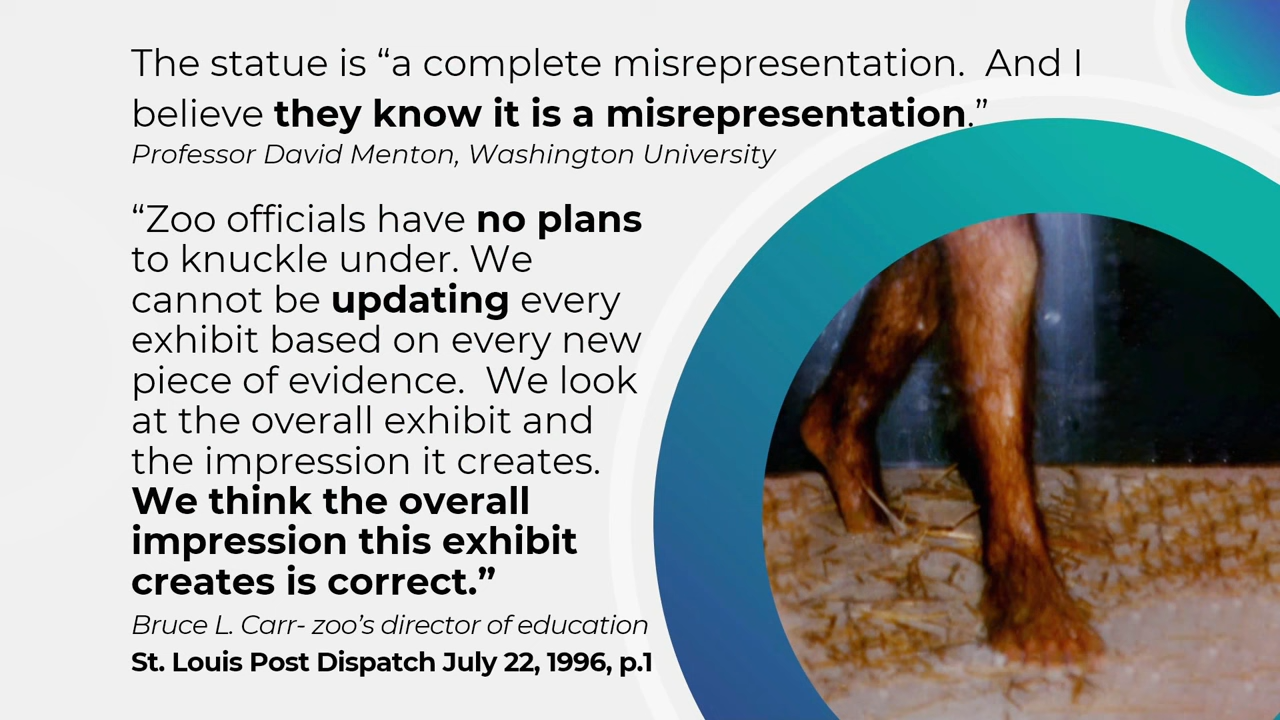 The statue is “a complete misrepresentation.  And I
believe they know it is a misrepresentation.”
Professor David Menton, Washington University
“Zoo officials have no plans
to knuckle under. We
cannot be updating every
exhibit based on every new
piece of evidence.  We look
at the overall exhibit and
the impression it creates.
We think the overall
impression this exhibit
creates is correct.”
Bruce L. Carr- zoo’s director of education
St. Louis Post Dispatch July 22, 1996, p.1